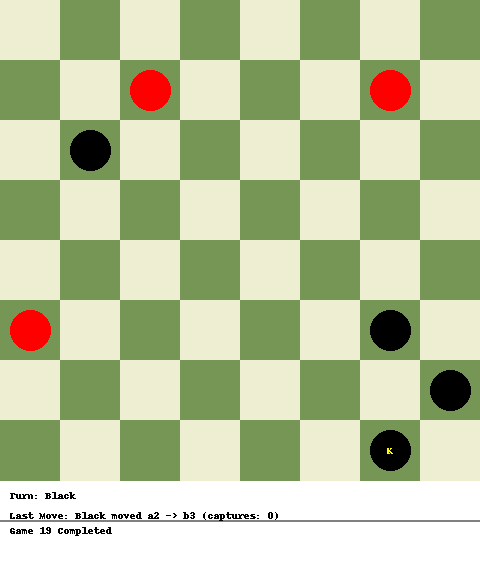 K
Turn: Black
Last Move: Black moved a2 -> b3 (captures: 0)
Game 19 Completed